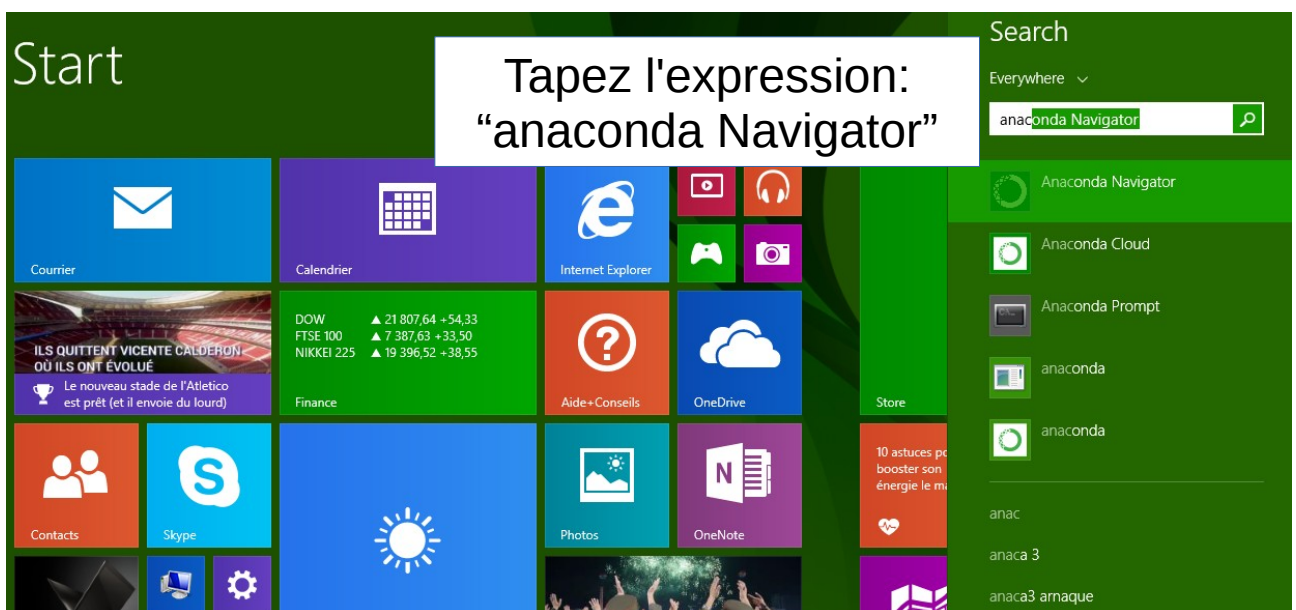 Start
Tapez l'expression:
“anaconda Navigator”
Search
Everywhere
anaconda Navigator
Anaconda Navigator
Anaconda Cloud
Anaconda Prompt
anaconda
anaconda
anac
anaca 3
anaca3 arnaque
Courrier
Calendrier
Internet Explorer
ILS QUITTENT VICENTE CALDERON
OÙ ILS ONT ÉVOLUÉ
Le nouveau stade de l'Atletico
est prêt (et il envoie du lourd)
DOW ▲ 21 807,64 +54,33
FTSE 100 ▲ 7 387,63 +33,50
NIKKEI 225 ▲ 19 396,52 +38,55
Finance
Aide+Conseils
OneDrive
Store
Contacts
Skype
Photos
OneNote
10 astuces po
booster son
énergie le ma